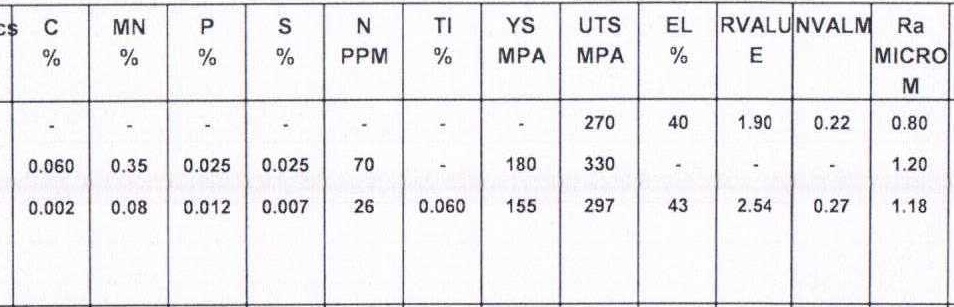 cs C MN P S N TI YS UTS EL RVALU NVALM Ra
% % % % PPM % MPA MPA % E MICRO
M
- - - - - - - 270 40 1.90 0.22 0.80
0.060 0.35 0.025 0.025 70 - 180 330 - - - 1.20
0.002 0.08 0.012 0.007 26 0.060 155 297 43 2.54 0.27 1.18